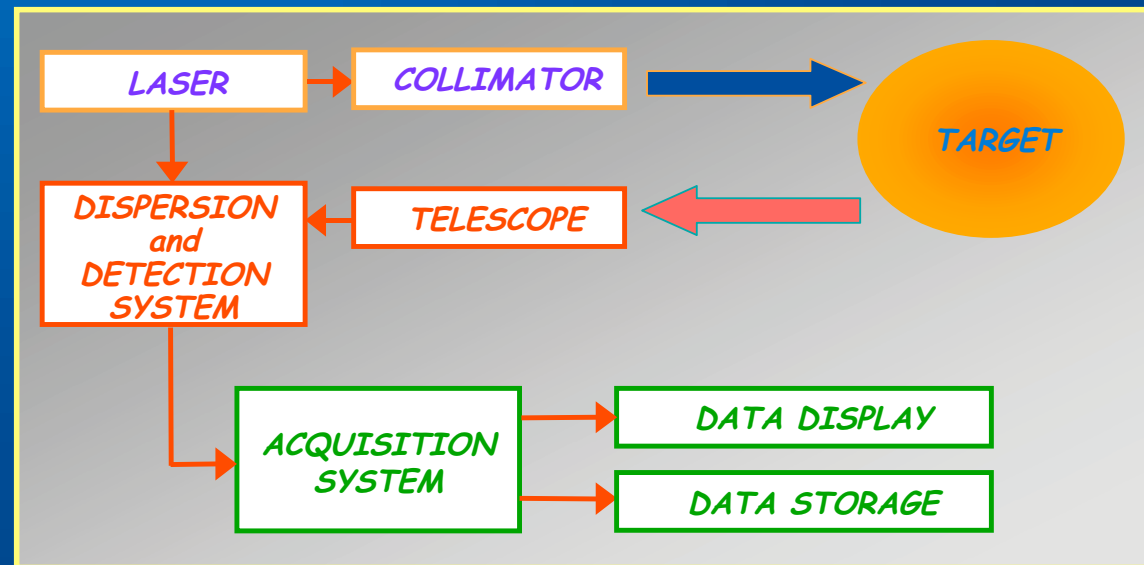 LASER
COLLIMATOR
TARGET
DISPERSION
and
DETECTION
SYSTEM
TELESCOPE
ACQUISITION
SYSTEM
DATA DISPLAY
DATA STORAGE